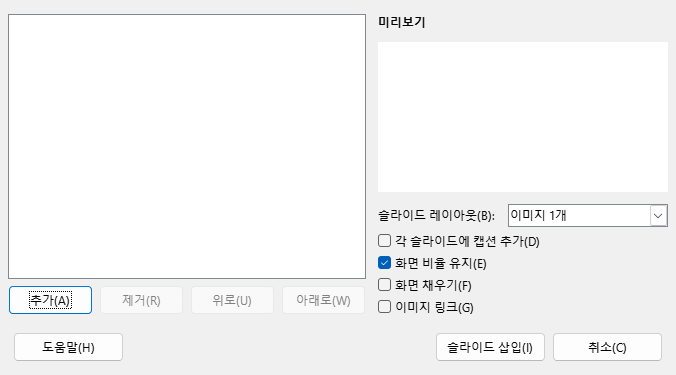 미리보기
슬라이드 레이아웃(B): 이미지 1개
각 슬라이드에 캡션 추가(D)
화면 비율 유지(E)
화면 채우기(F)
이미지 링크(G)
추가(A) 제거(R) 위로(U) 아래로(W)
도움말(H) 슬라이드 삽입(I) 취소(C)